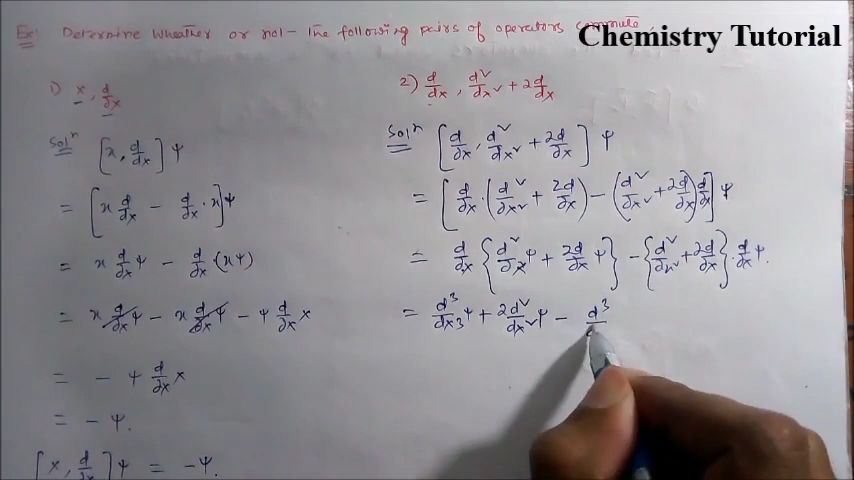 Ex: Determine wheather or not the following pairs of operators commute.
Chemistry Tutorial
1) x, d/dx
Solⁿ [x, d/dx] ψ
= [x d/dx - d/dx · x] ψ
= x d/dx ψ - d/dx (xψ)
= x d/dx ψ - x d/dx ψ - ψ d/dx x
= - ψ d/dx x
= - ψ.
[x, d/dx] ψ = -ψ.
2) d/dx, d²/dx² + 2d/dx
Solⁿ [d/dx, d²/dx² + 2d/dx] ψ
= [d/dx · (d²/dx² + 2d/dx) - (d²/dx² + 2d/dx) d/dx] ψ
= d/dx {d²/dx² ψ + 2d/dx ψ} - {d²/dx² + 2d/dx} · d/dx ψ.
= d³/dx³ ψ + 2d²/dx² ψ - d³